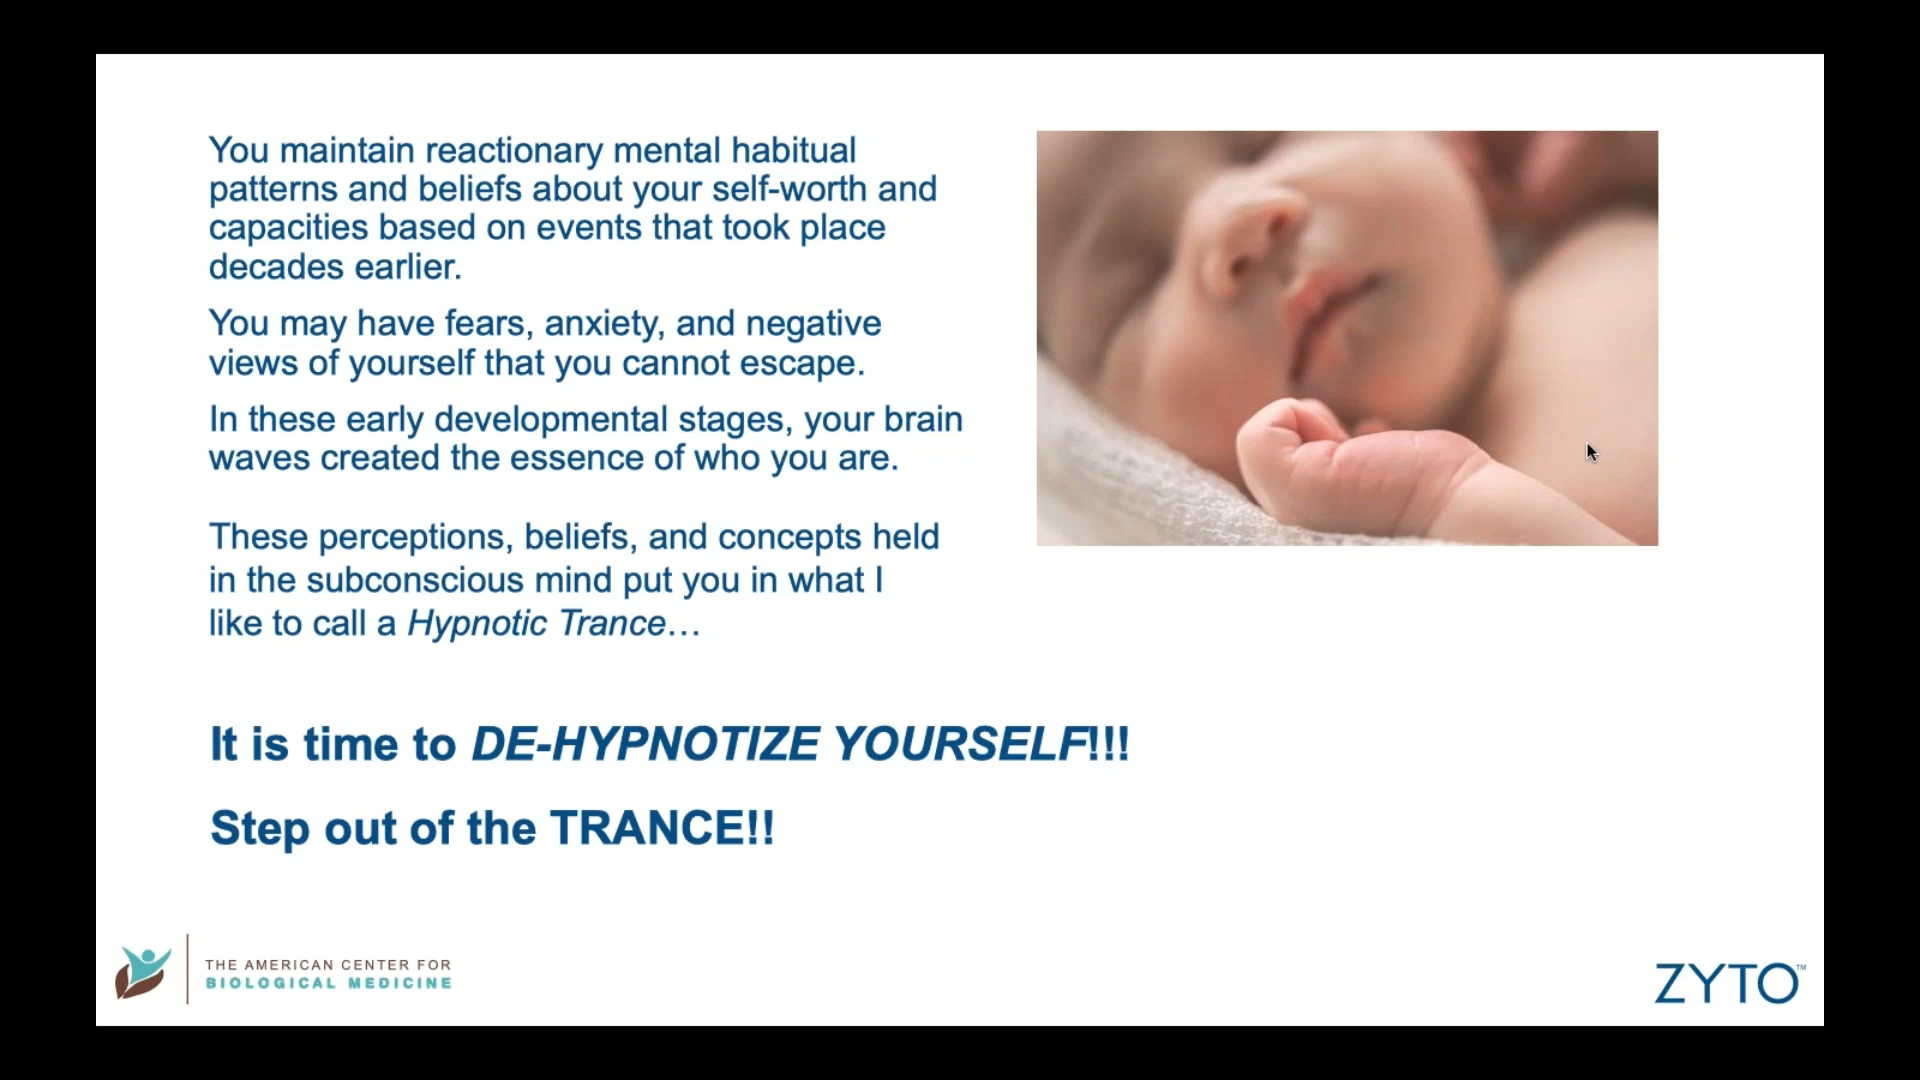 You maintain reactionary mental habitual
patterns and beliefs about your self-worth and
capacities based on events that took place
decades earlier.
You may have fears, anxiety, and negative
views of yourself that you cannot escape.
In these early developmental stages, your brain
waves created the essence of who you are.
These perceptions, beliefs, and concepts held
in the subconscious mind put you in what I
like to call a Hypnotic Trance…
It is time to DE-HYPNOTIZE YOURSELF!!!
Step out of the TRANCE!!
THE AMERICAN CENTER FOR
BIOLOGICAL MEDICINE
ZYTO™